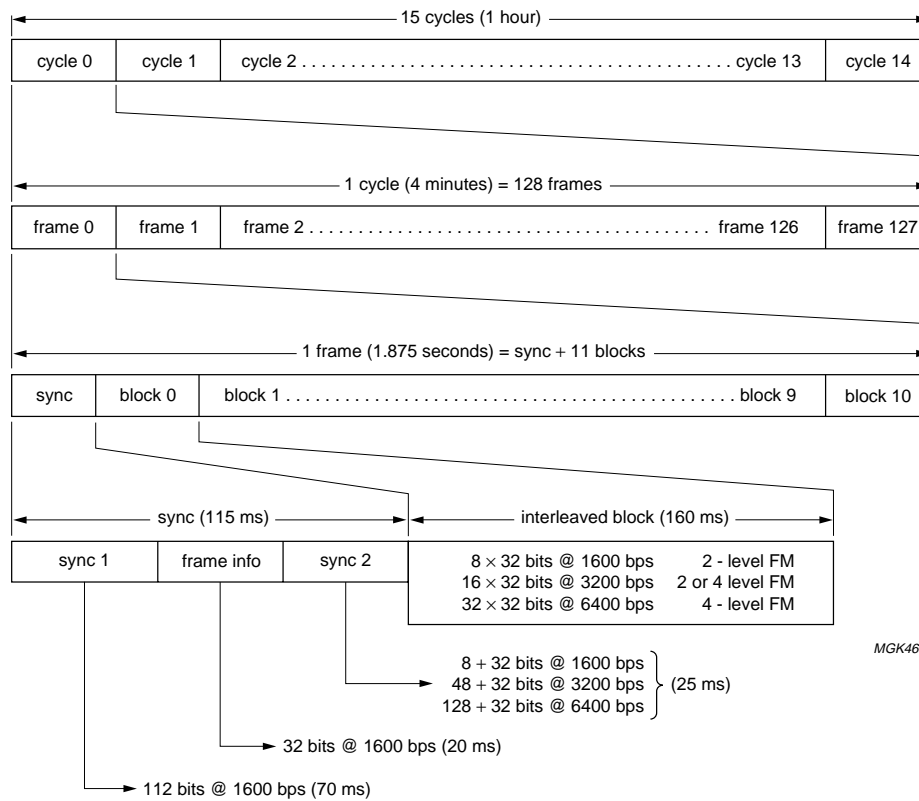 15 cycles (1 hour)
cycle 0 cycle 1 cycle 2 . . . . . . . . . . . . . . . . . . . . . . . . . . . . . . . . . . . . . . . . . . . . . . . cycle 13 cycle 14
1 cycle (4 minutes) = 128 frames
frame 0 frame 1 frame 2 . . . . . . . . . . . . . . . . . . . . . . . . . . . . . . . . . . . . . . . . . . . frame 126 frame 127
1 frame (1.875 seconds) = sync + 11 blocks
sync block 0 block 1 . . . . . . . . . . . . . . . . . . . . . . . . . . . . . . . . . . . . . . . . . . . . . . . . . block 9 block 10
sync (115 ms) interleaved block (160 ms)
sync 1 frame info sync 2
8 × 32 bits @ 1600 bps 2 - level FM
16 × 32 bits @ 3200 bps 2 or 4 level FM
32 × 32 bits @ 6400 bps 4 - level FM
MGK46
8 + 32 bits @ 1600 bps
48 + 32 bits @ 3200 bps (25 ms)
128 + 32 bits @ 6400 bps
32 bits @ 1600 bps (20 ms)
112 bits @ 1600 bps (70 ms)